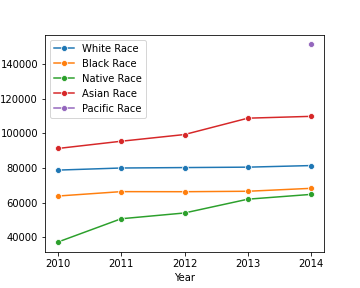 White Race
Black Race
Native Race
Asian Race
Pacific Race
140000
120000
100000
80000
60000
40000
2010 2011 2012 2013 2014
Year